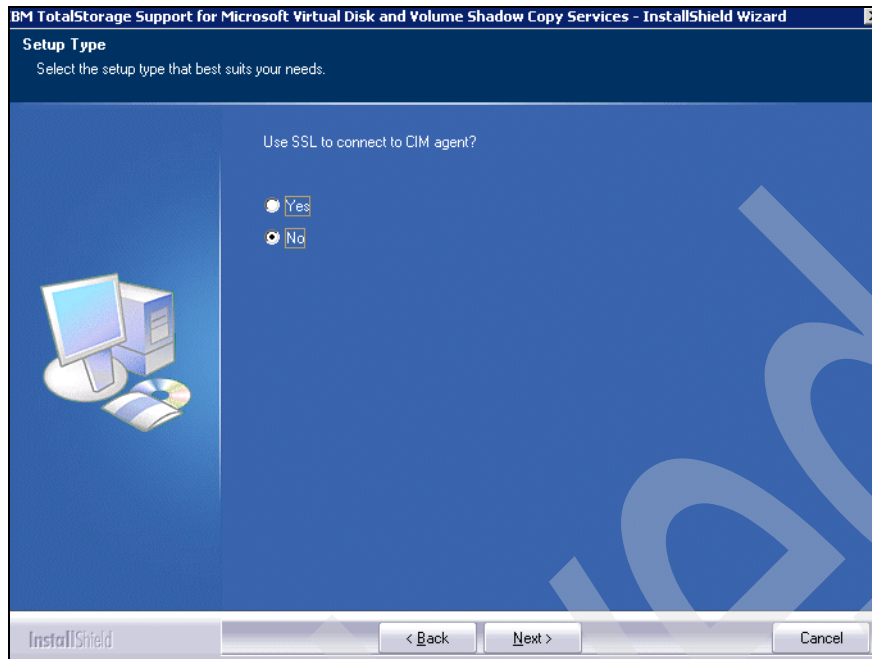 BM TotalStorage Support for Microsoft Virtual Disk and Volume Shadow Copy Services - InstallShield Wizard
Setup Type
Select the setup type that best suits your needs.
Use SSL to connect to CIM agent?
Yes
No
InstallShield
< Back
Next >
Cancel